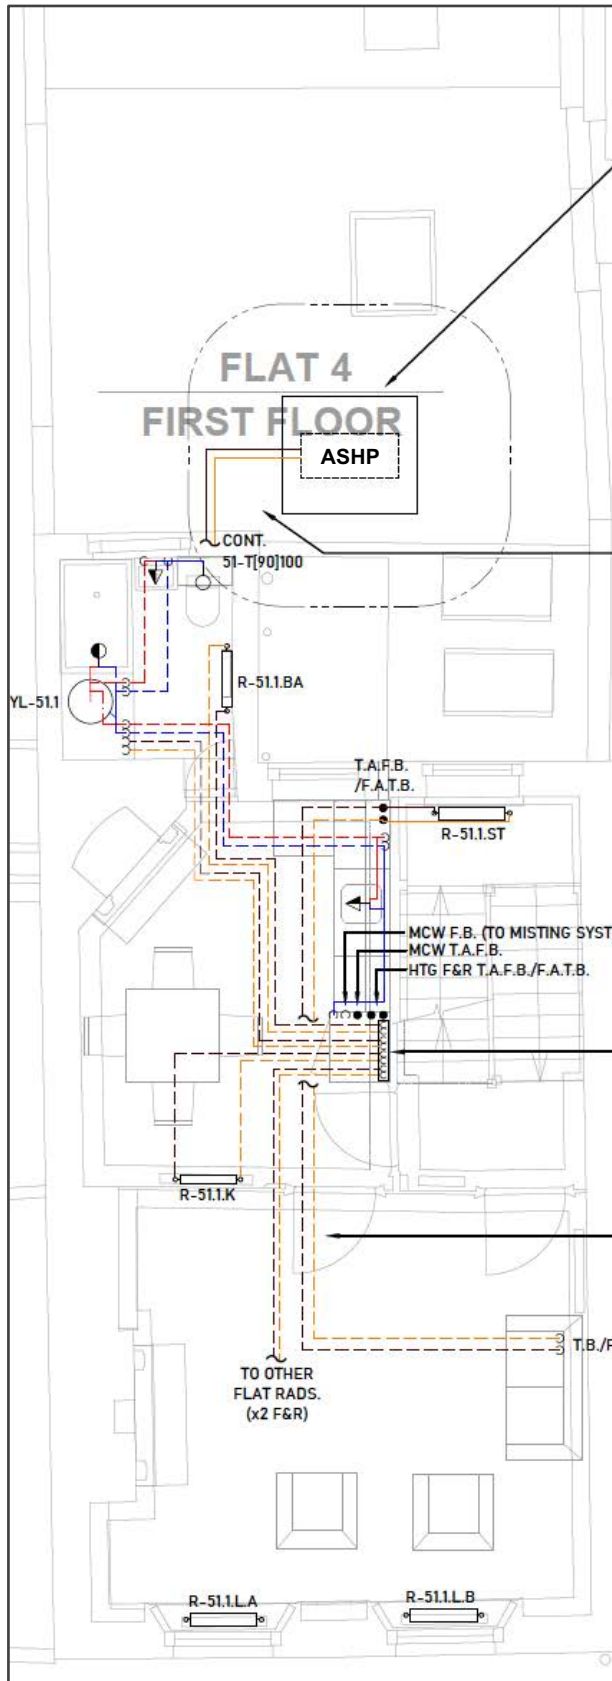 FLAT 4
FIRST FLOOR
ASHP
CONT.
51-T[90]100
R-51.1.BA
YL-51.1
T.A.F.B.
/F.A.T.B.
R-51.1.ST
MCW F.B. (TO MISTING SYST
MCW T.A.F.B.
HTG F&R T.A.F.B./F.A.T.B.
R-51.1.K
T.B./F
TO OTHER
FLAT RADS.
(x2 F&R)
R-51.1.L.A
R-51.1.L.B